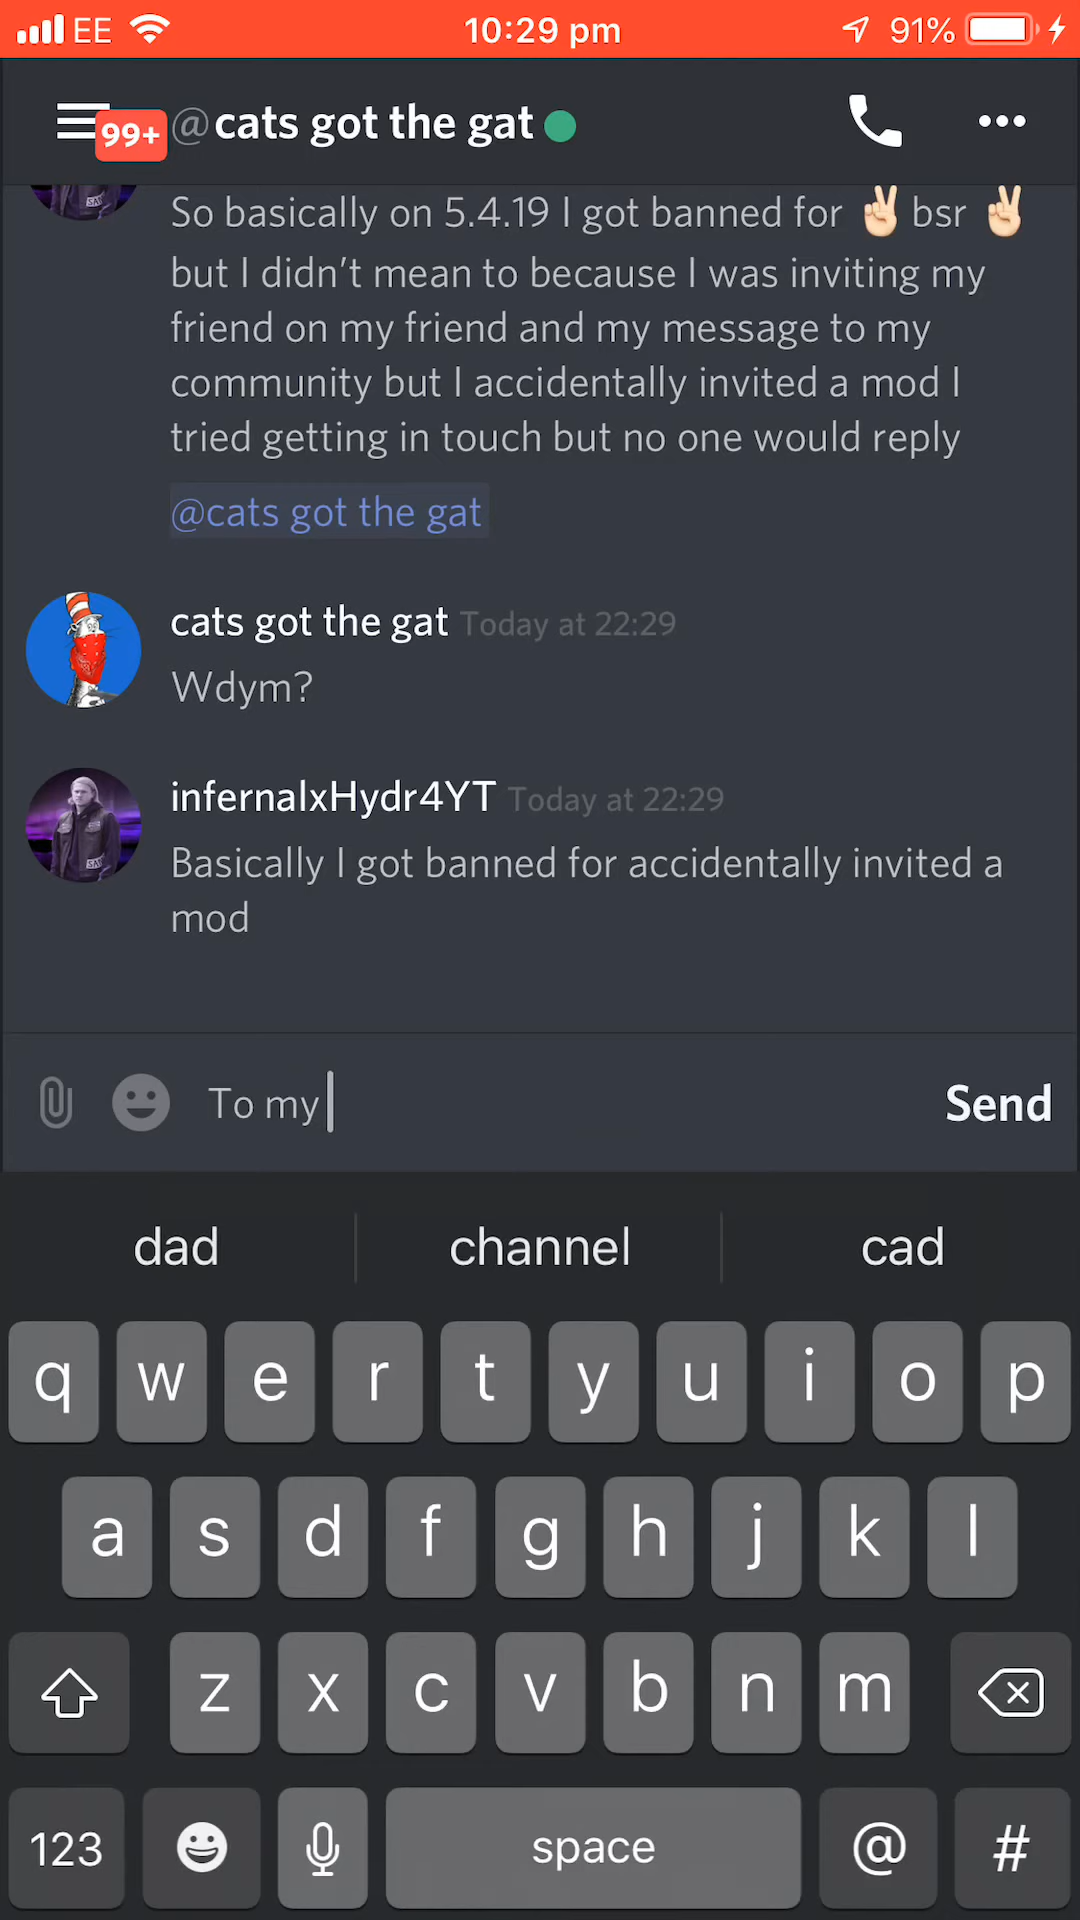 EE 10:29 pm 91%
99+ @cats got the gat
So basically on 5.4.19 I got banned for ✌🏻 bsr ✌🏻
but I didn't mean to because I was inviting my
friend on my friend and my message to my
community but I accidentally invited a mod I
tried getting in touch but no one would reply
@cats got the gat
cats got the gat Today at 22:29
Wdym?
infernalxHydr4YT Today at 22:29
Basically I got banned for accidentally invited a
mod
To my Send
dad channel cad
q w e r t y u i o p
a s d f g h j k l
z x c v b n m
123 space @ #